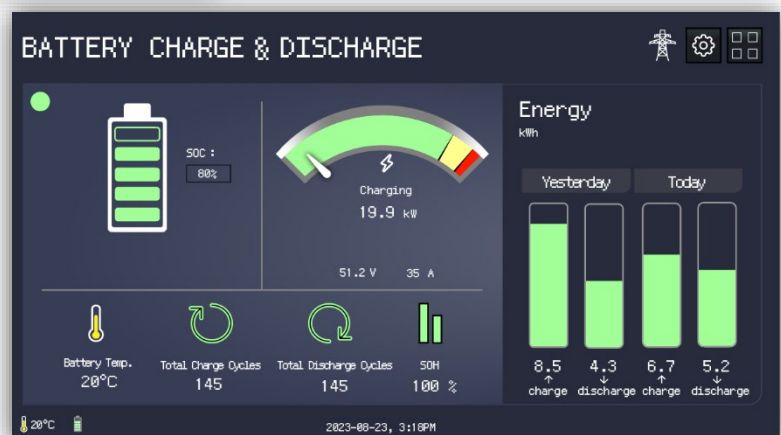 BATTERY CHARGE & DISCHARGE
SOC :
80%
Charging
19.9 kW
51.2 V 35 A
Battery Temp.
20°C
Total Charge Cycles
145
Total Discharge Cycles
145
SOH
100 %
Energy
kWh
Yesterday Today
8.5 4.3 6.7 5.2
↑ ↓ ↑ ↓
charge discharge charge discharge
20°C
2023-08-23, 3:18PM